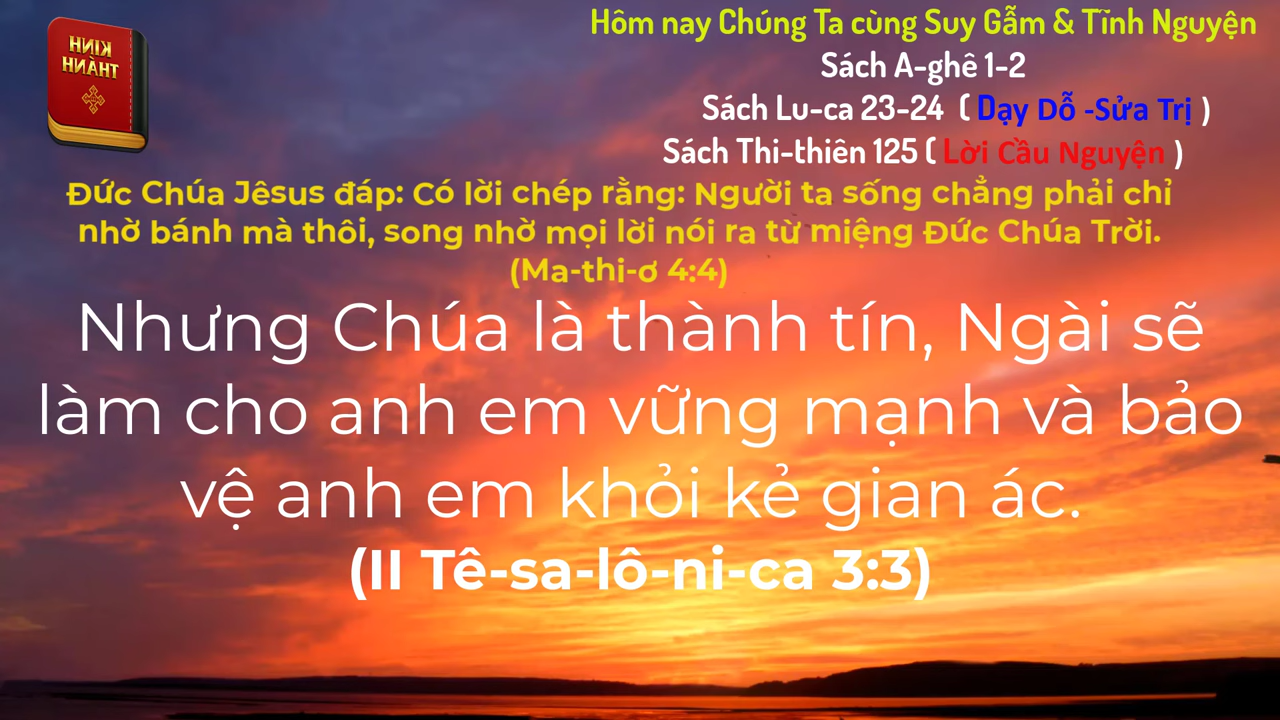 KINH
THÀNH
Hôm nay Chúng Ta cùng Suy Gẫm & Tĩnh Nguyện
Sách A-ghê 1-2
Sách Lu-ca 23-24 ( Dạy Dỗ -Sửa Trị )
Sách Thi-thiên 125 ( Lời Cầu Nguyện )
Đức Chúa Jêsus đáp: Có lời chép rằng: Người ta sống chẳng phải chỉ
nhờ bánh mà thôi, song nhờ mọi lời nói ra từ miệng Đức Chúa Trời.
(Ma-thi-ơ 4:4)
Nhưng Chúa là thành tín, Ngài sẽ
làm cho anh em vững mạnh và bảo
vệ anh em khỏi kẻ gian ác.
(II Tê-sa-lô-ni-ca 3:3)